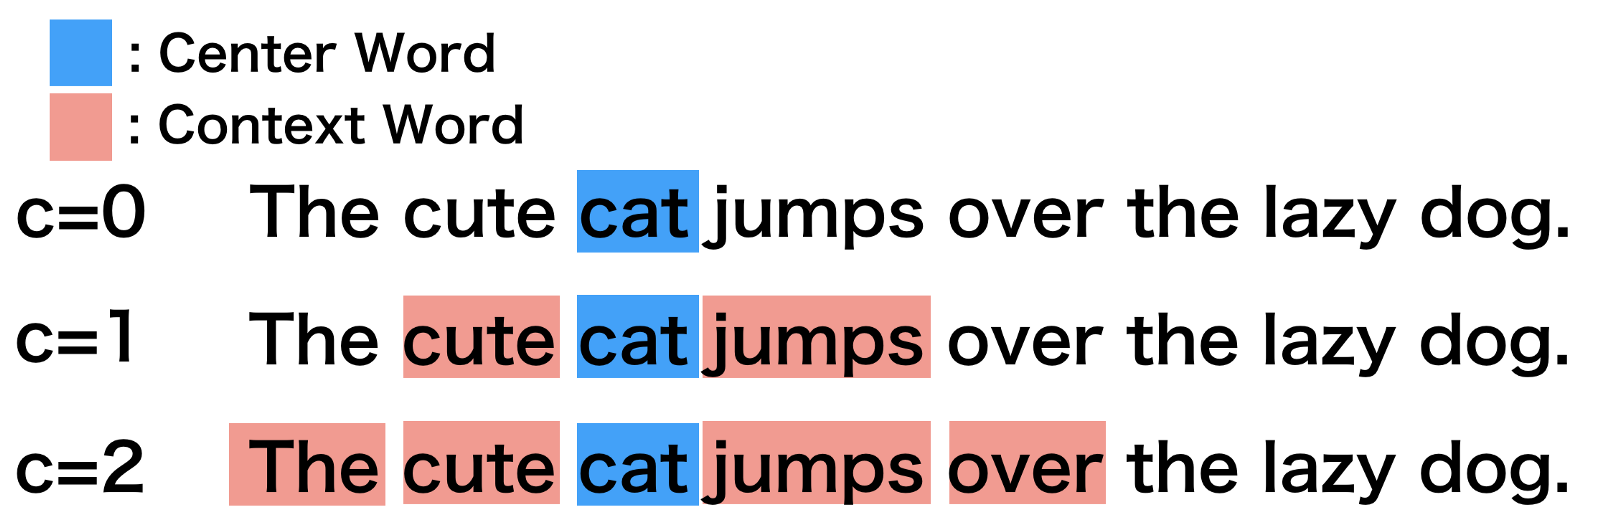 : Center Word
: Context Word
c=0 The cute cat jumps over the lazy dog.
c=1 The cute cat jumps over the lazy dog.
c=2 The cute cat jumps over the lazy dog.